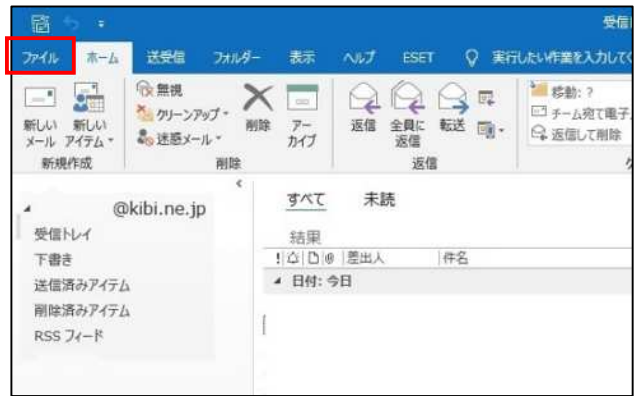 受信
ファイル ホーム 送受信 フォルダー 表示 ヘルプ ESET 実行したい作業を入力してく
新しい メール
新しい アイテム
無視
クリーンアップ
迷惑メール
削除
アー カイブ
返信
全員に 返信
転送
移動: ?
チーム宛て電子
返信して削除
新規作成 削除 返信 ク
@kibi.ne.jp
受信トレイ
下書き
送信済みアイテム
削除済みアイテム
RSS フィード
すべて 未読
結果
! 差出人 件名
日付: 今日